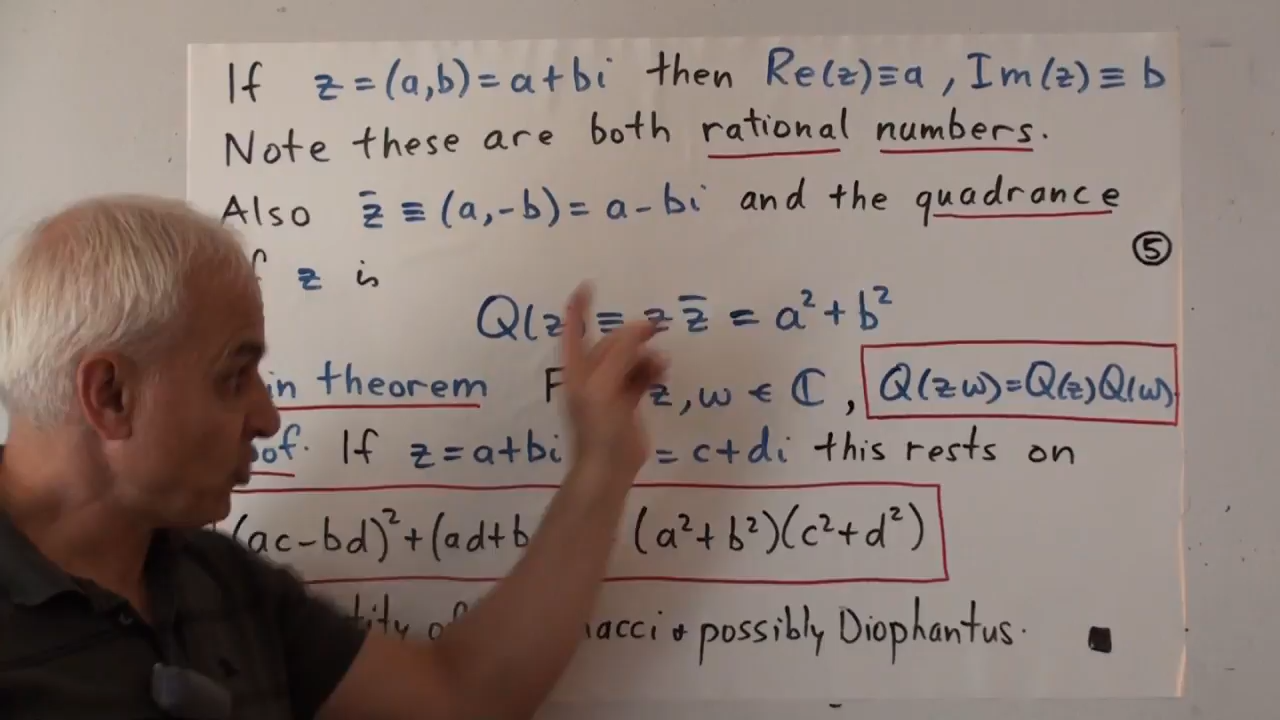 If z = (a,b) = a+bi then Re(z)≡a , Im(z)≡ b
Note these are both rational numbers.
Also z̄ ≡ (a,-b) = a-bi and the quadrance
z is
⑤
Q(z) ≡ z z̄ = a² + b²
theorem z, w ∈ ℂ , Q(zw)=Q(z)Q(w)
If z = a+bi = c+di this rests on
(ac-bd)² + (ad+b (a²+b²)(c²+d²)
possibly Diophantus.